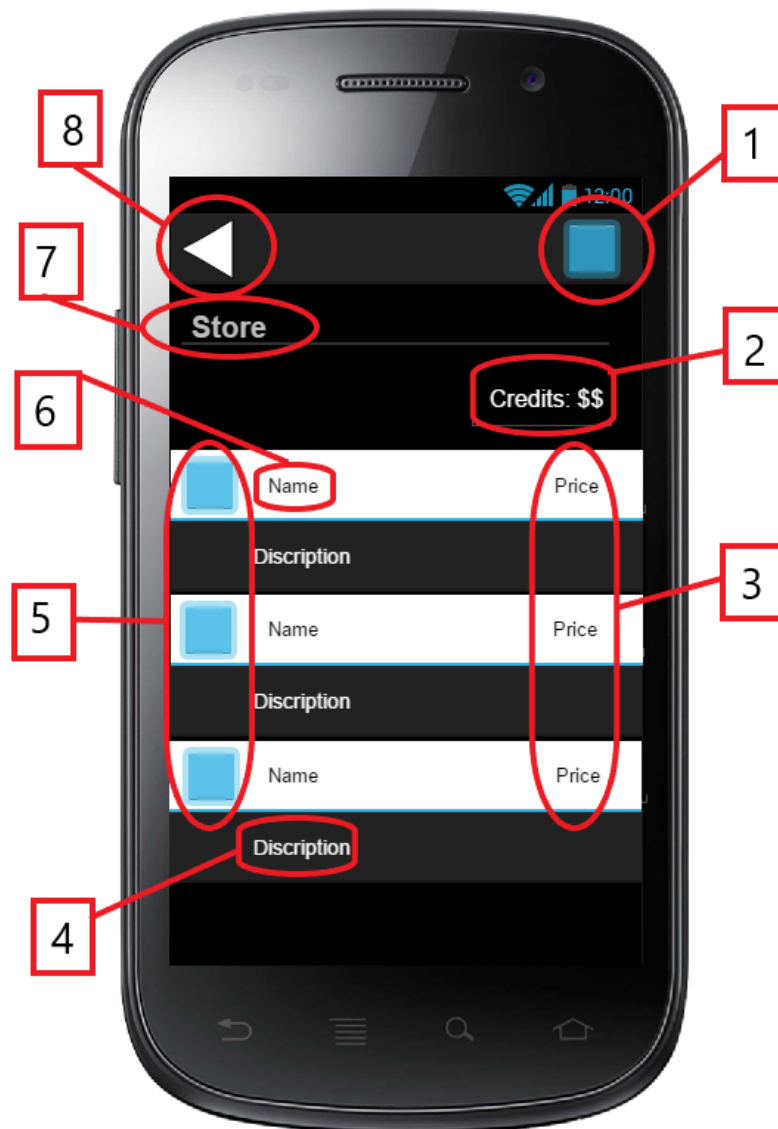 8
1
12:00
7
Store
2
Credits: $$
6
Name Price
Discription
3
5
Name Price
Discription
Name Price
Discription
4